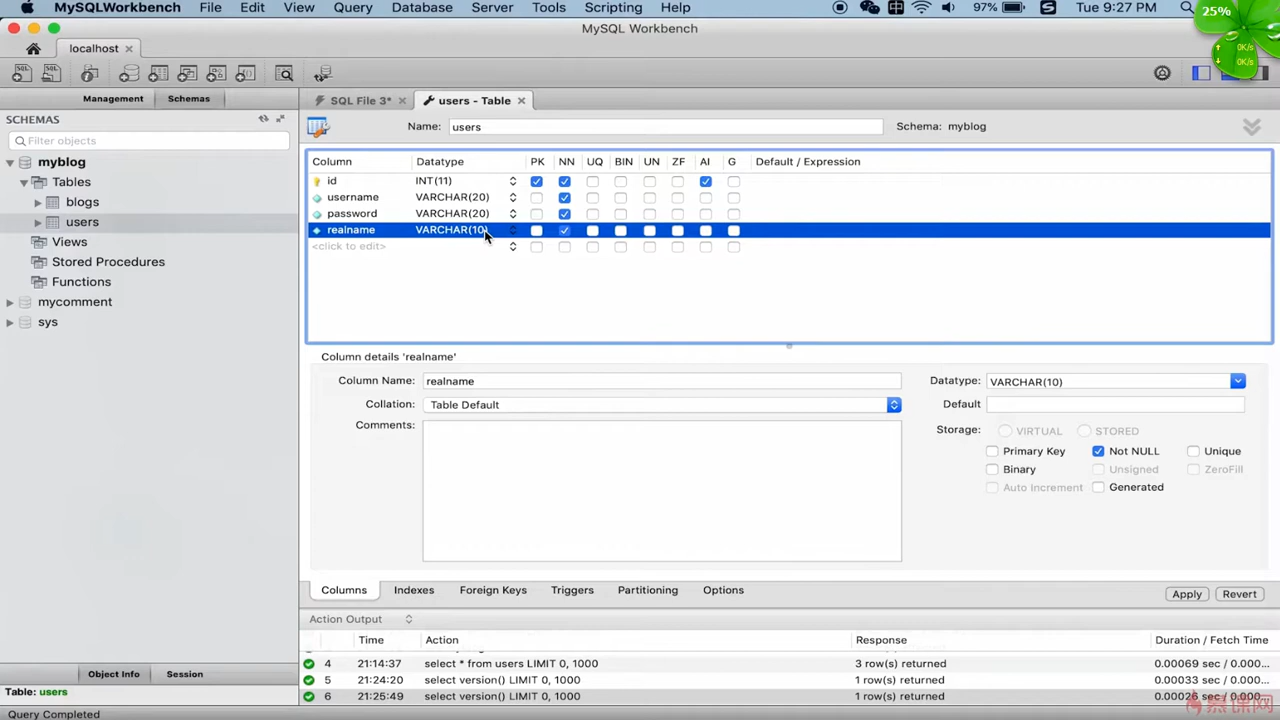 MySQLWorkbench File Edit View Query Database Server Tools Scripting Help 97% Tue 9:27 PM
25%
MySQL Workbench
localhost
0K/s
0K/s
Management Schemas
SQL File 3* users - Table
SCHEMAS
Name: users Schema: myblog
Filter objects
myblog
Tables
blogs
users
Views
Stored Procedures
Functions
mycomment
sys
Column Datatype PK NN UQ BIN UN ZF AI G Default / Expression
id INT(11)
username VARCHAR(20)
password VARCHAR(20)
realname VARCHAR(10)
<click to edit>
Column details 'realname'
Column Name: realname Datatype: VARCHAR(10)
Collation: Table Default Default
Comments: Storage: VIRTUAL STORED
Primary Key Not NULL Unique
Binary Unsigned ZeroFill
Auto Increment Generated
Columns Indexes Foreign Keys Triggers Partitioning Options Apply Revert
Action Output
Time Action Response Duration / Fetch Time
4 21:14:37 select * from users LIMIT 0, 1000 3 row(s) returned 0.00069 sec / 0.000...
5 21:24:20 select version() LIMIT 0, 1000 1 row(s) returned 0.00033 sec / 0.000...
6 21:25:49 select version() LIMIT 0, 1000 1 row(s) returned 0.00026 sec / 0.000...
Object Info Session
Table: users
Query Completed
慕课网